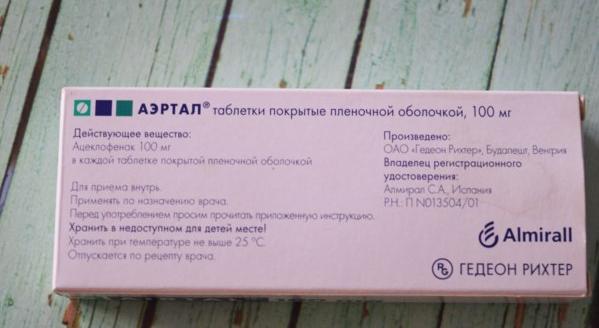 АЭРТАЛ® таблетки покрытые пленочной оболочкой, 100 мг
Действующее вещество:
Ацеклофенак 100 мг
в каждой таблетке покрытой пленочной оболочкой
Для приема внутрь.
Применять по назначению врача.
Перед употреблением просим прочитать приложенную инструкцию.
Хранить в недоступном для детей месте!
Хранить при температуре не выше 25 °C.
Отпускается по рецепту врача.
Произведено:
ОАО «Гедеон Рихтер», Будапешт, Венгрия
Владелец регистрационного
удостоверения:
Алмирал С.А., Испания
Р.Н.: П N013504/01
Almirall
RG ГЕДЕОН РИХТЕР